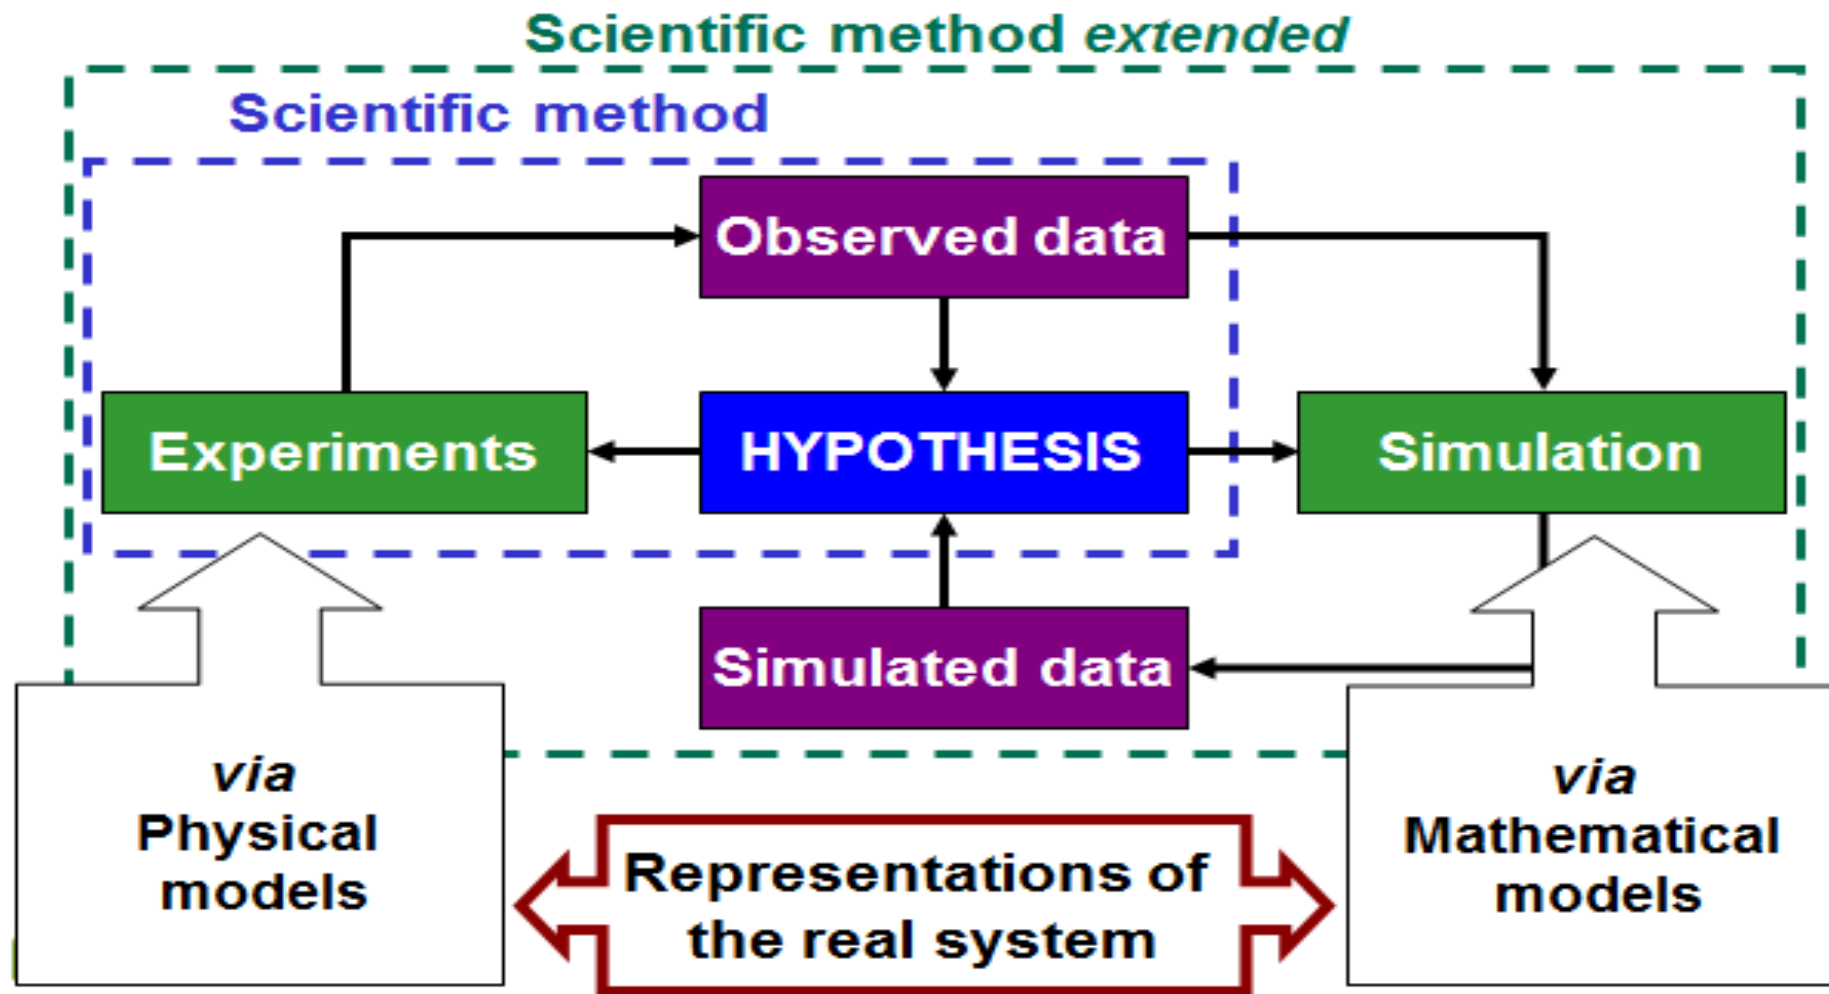 Scientific method extended
Scientific method
Observed data
Experiments
HYPOTHESIS
Simulation
Simulated data
via
Physical
models
Representations of
the real system
via
Mathematical
models